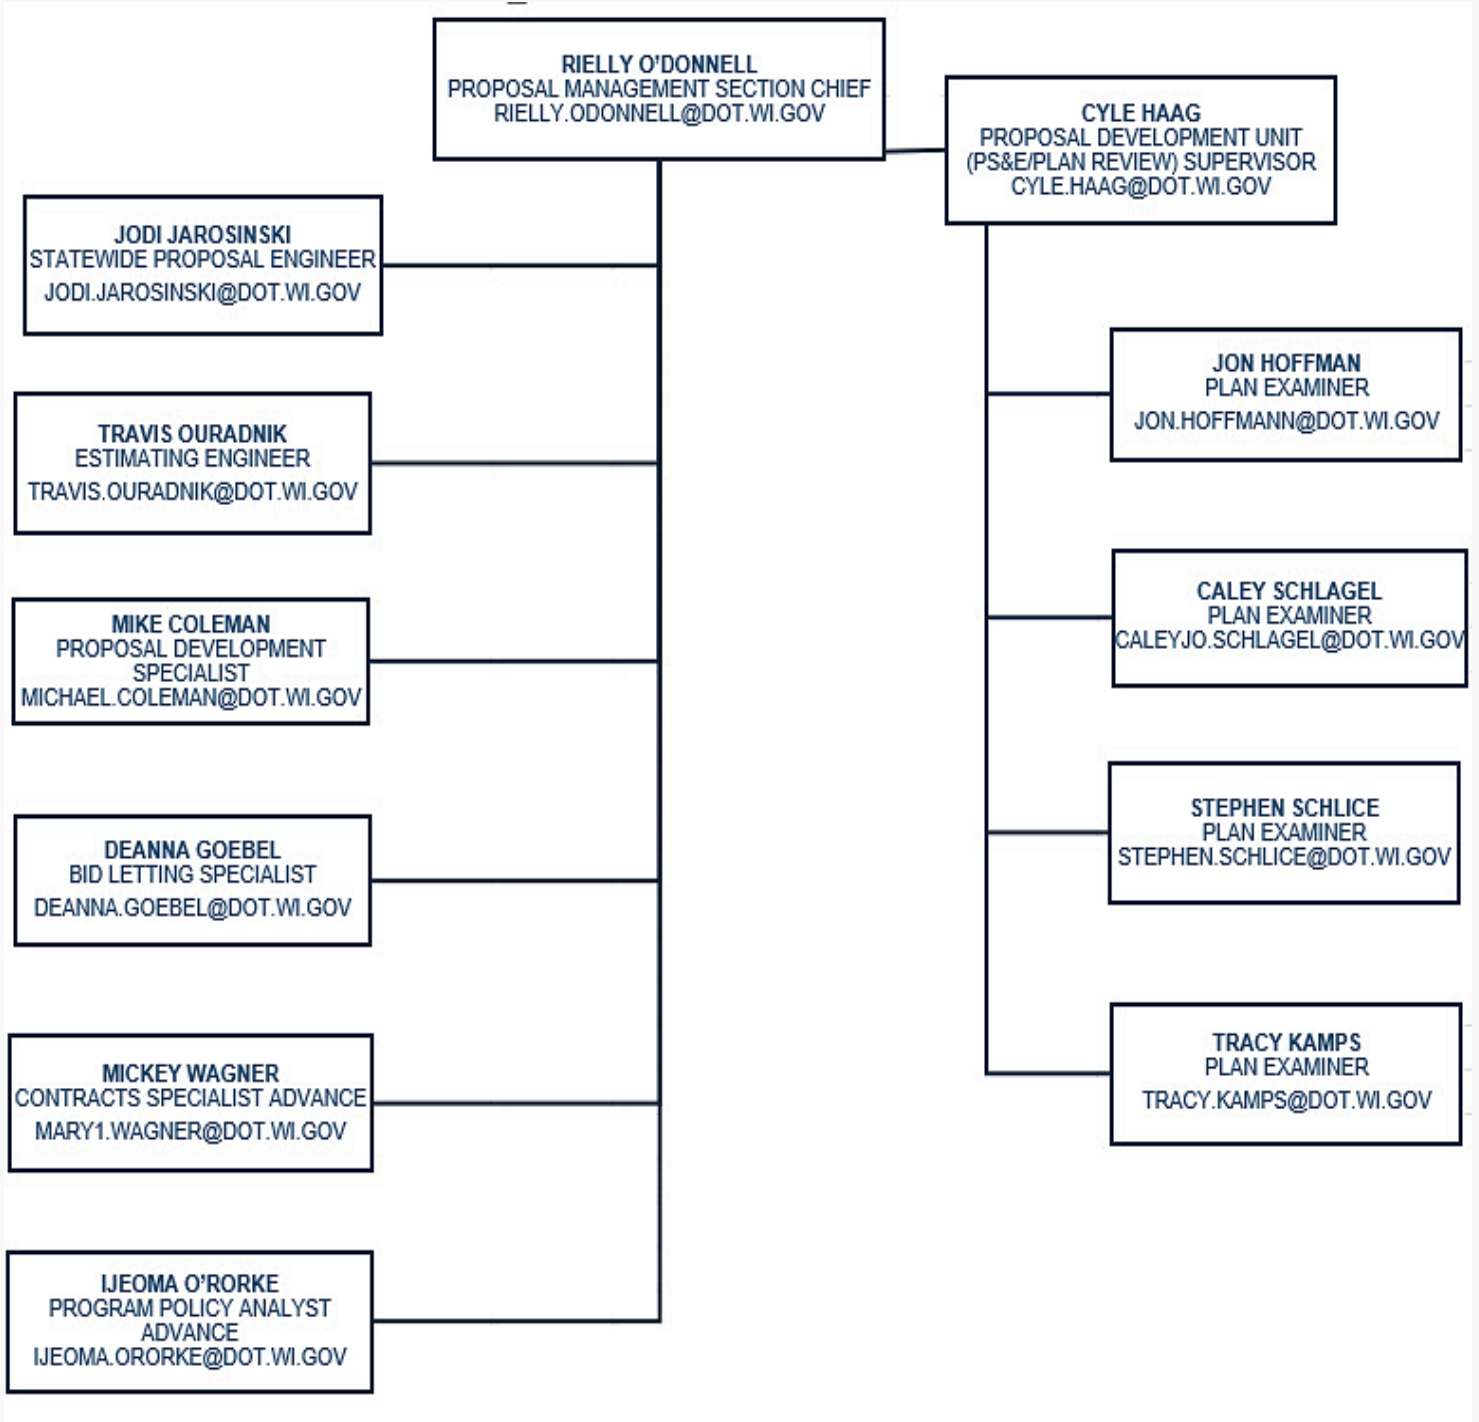 RIELLY O'DONNELL
PROPOSAL MANAGEMENT SECTION CHIEF
RIELLY.ODONNELL@DOT.WI.GOV
CYLE HAAG
PROPOSAL DEVELOPMENT UNIT
(PS&E/PLAN REVIEW) SUPERVISOR
CYLE.HAAG@DOT.WI.GOV
JODI JAROSINSKI
STATEWIDE PROPOSAL ENGINEER
JODI.JAROSINSKI@DOT.WI.GOV
TRAVIS OURADNIK
ESTIMATING ENGINEER
TRAVIS.OURADNIK@DOT.WI.GOV
MIKE COLEMAN
PROPOSAL DEVELOPMENT
SPECIALIST
MICHAEL.COLEMAN@DOT.WI.GOV
DEANNA GOEBEL
BID LETTING SPECIALIST
DEANNA.GOEBEL@DOT.WI.GOV
MICKEY WAGNER
CONTRACTS SPECIALIST ADVANCE
MARY1.WAGNER@DOT.WI.GOV
IJEOMA O'RORKE
PROGRAM POLICY ANALYST
ADVANCE
IJEOMA.ORORKE@DOT.WI.GOV
JON HOFFMAN
PLAN EXAMINER
JON.HOFFMANN@DOT.WI.GOV
CALEY SCHLAGEL
PLAN EXAMINER
CALEYJO.SCHLAGEL@DOT.WI.GOV
STEPHEN SCHLICE
PLAN EXAMINER
STEPHEN.SCHLICE@DOT.WI.GOV
TRACY KAMPS
PLAN EXAMINER
TRACY.KAMPS@DOT.WI.GOV